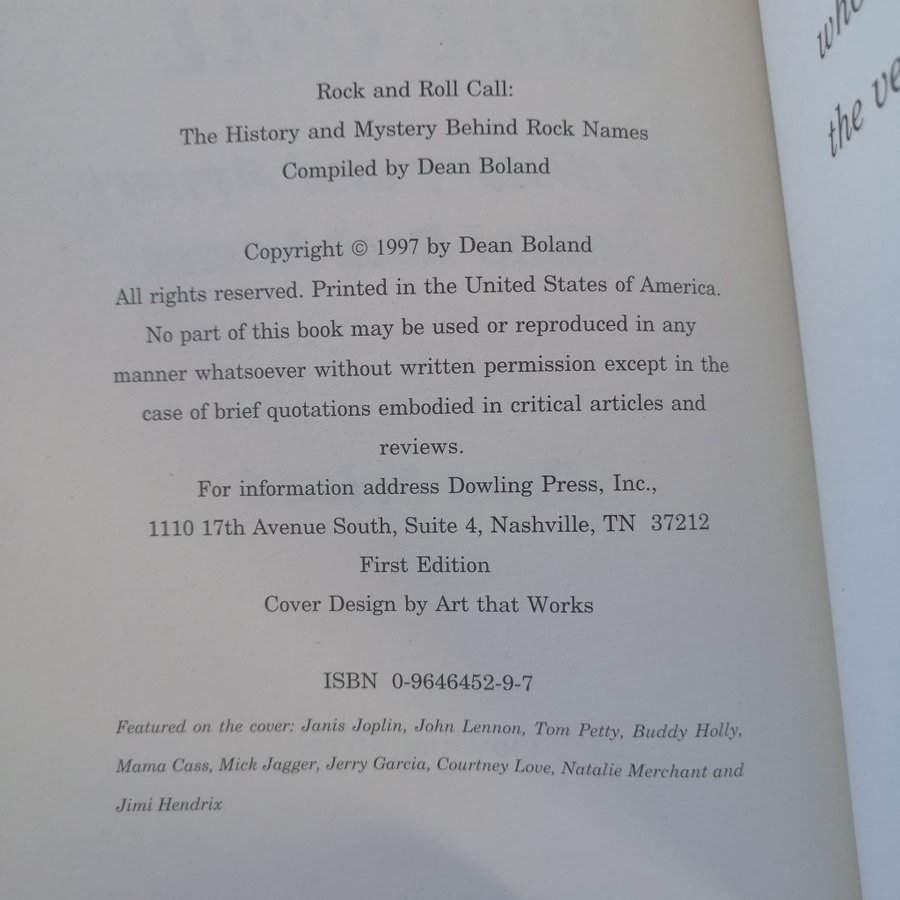 Rock and Roll Call:
The History and Mystery Behind Rock Names
Compiled by Dean Boland
Copyright © 1997 by Dean Boland
All rights reserved. Printed in the United States of America.
No part of this book may be used or reproduced in any
manner whatsoever without written permission except in the
case of brief quotations embodied in critical articles and
reviews.
For information address Dowling Press, Inc.,
1110 17th Avenue South, Suite 4, Nashville, TN 37212
First Edition
Cover Design by Art that Works
ISBN 0-9646452-9-7
Featured on the cover: Janis Joplin, John Lennon, Tom Petty, Buddy Holly,
Mama Cass, Mick Jagger, Jerry Garcia, Courtney Love, Natalie Merchant and
Jimi Hendrix
the